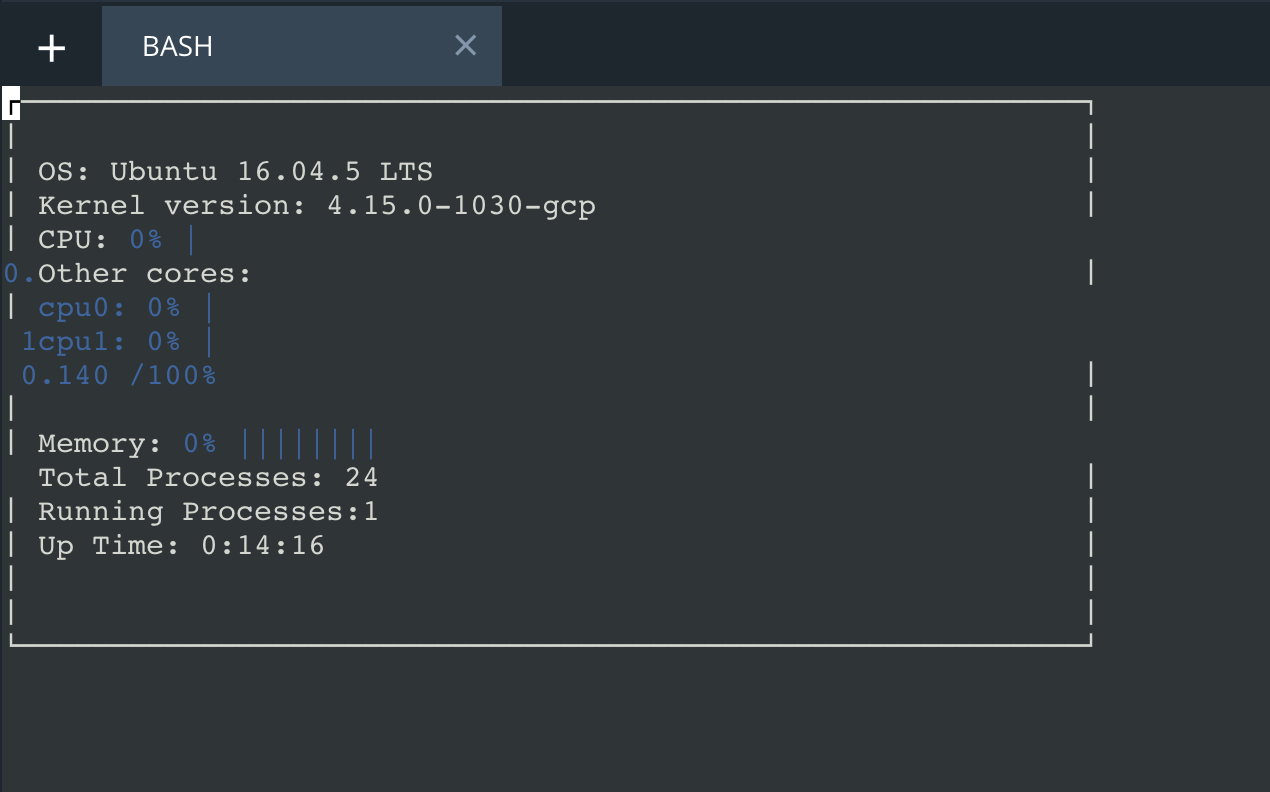 + BASH ×
OS: Ubuntu 16.04.5 LTS
Kernel version: 4.15.0-1030-gcp
CPU: 0% |
0.Other cores:
cpu0: 0% |
1cpu1: 0% |
0.140 /100%
Memory: 0% ||||||||
Total Processes: 24
Running Processes:1
Up Time: 0:14:16